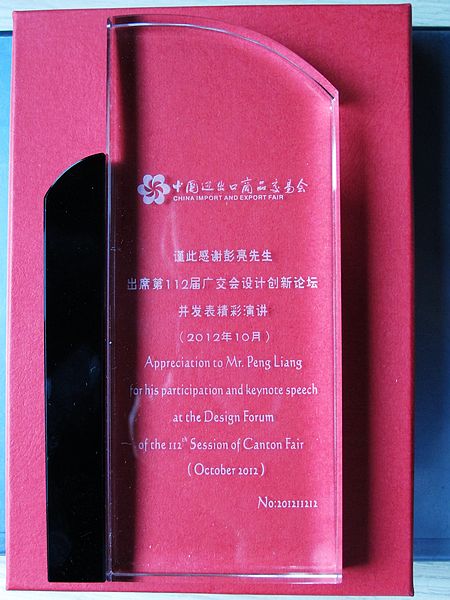 中国进出口商品交易会
CHINA IMPORT AND EXPORT FAIR
谨此感谢彭亮先生
出席第112届广交会设计创新论坛
并发表精彩演讲
(2012年10月)
Appreciation to Mr. Peng Liang
for his participation and keynote speech
at the Design Forum
of the 112th Session of Canton Fair
(October 2012)
No:201211212